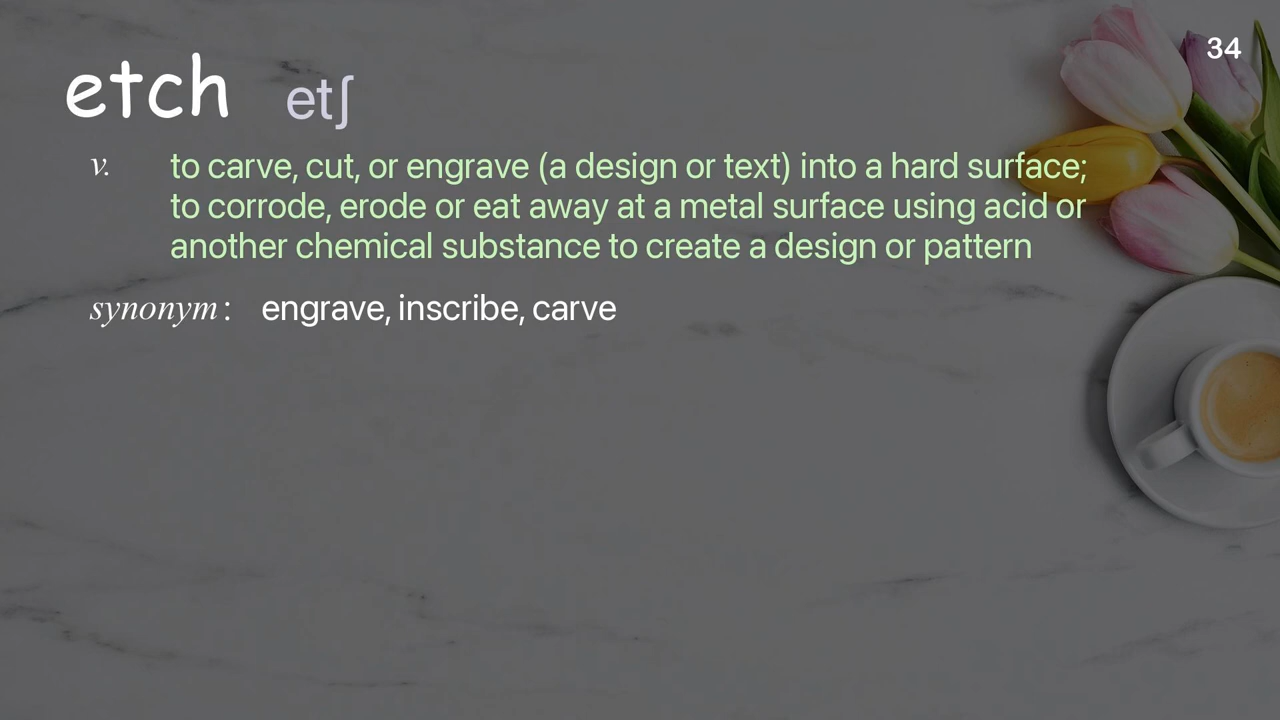 34
etch etʃ
v. to carve, cut, or engrave (a design or text) into a hard surface;
to corrode, erode or eat away at a metal surface using acid or
another chemical substance to create a design or pattern
synonym : engrave, inscribe, carve